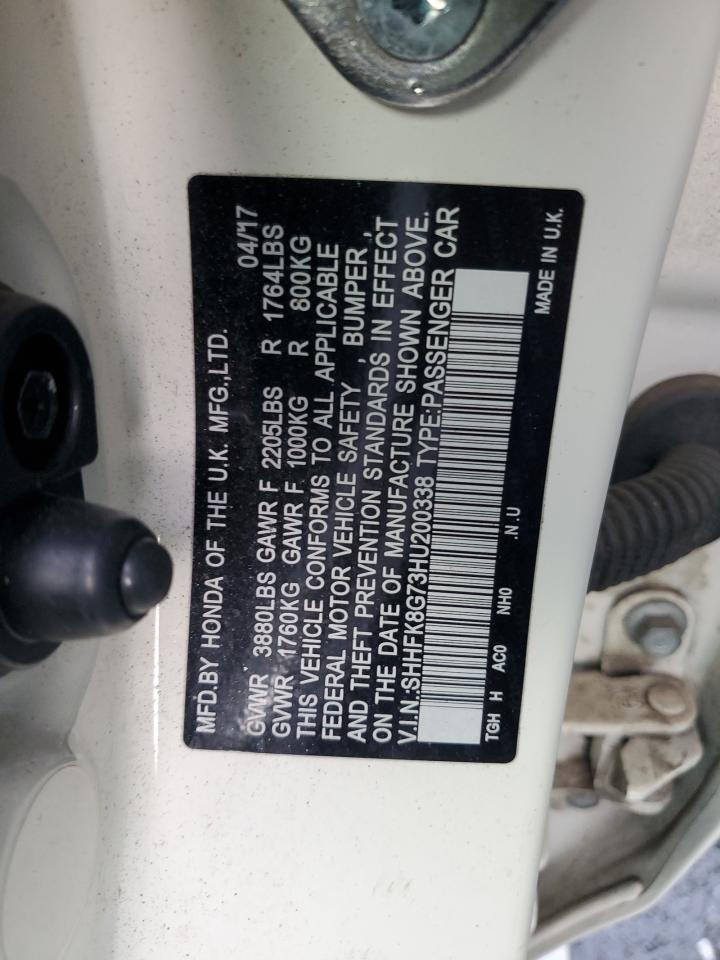 MFD.BY HONDA OF THE U.K. MFG.,LTD.
04/17
GVWR 3880LBS GAWR F 2205LBS R 1764LBS
GVWR 1760KG GAWR F 1000KG R 800KG
THIS VEHICLE CONFORMS TO ALL APPLICABLE
FEDERAL MOTOR VEHICLE SAFETY , BUMPER ,
AND THEFT PREVENTION STANDARDS IN EFFECT
ON THE DATE OF MANUFACTURE SHOWN ABOVE.
V.I.N.:SHHFK8G73HU200338 TYPE:PASSENGER CAR
TGH H AC0 NH0 .N.U
MADE IN U.K.